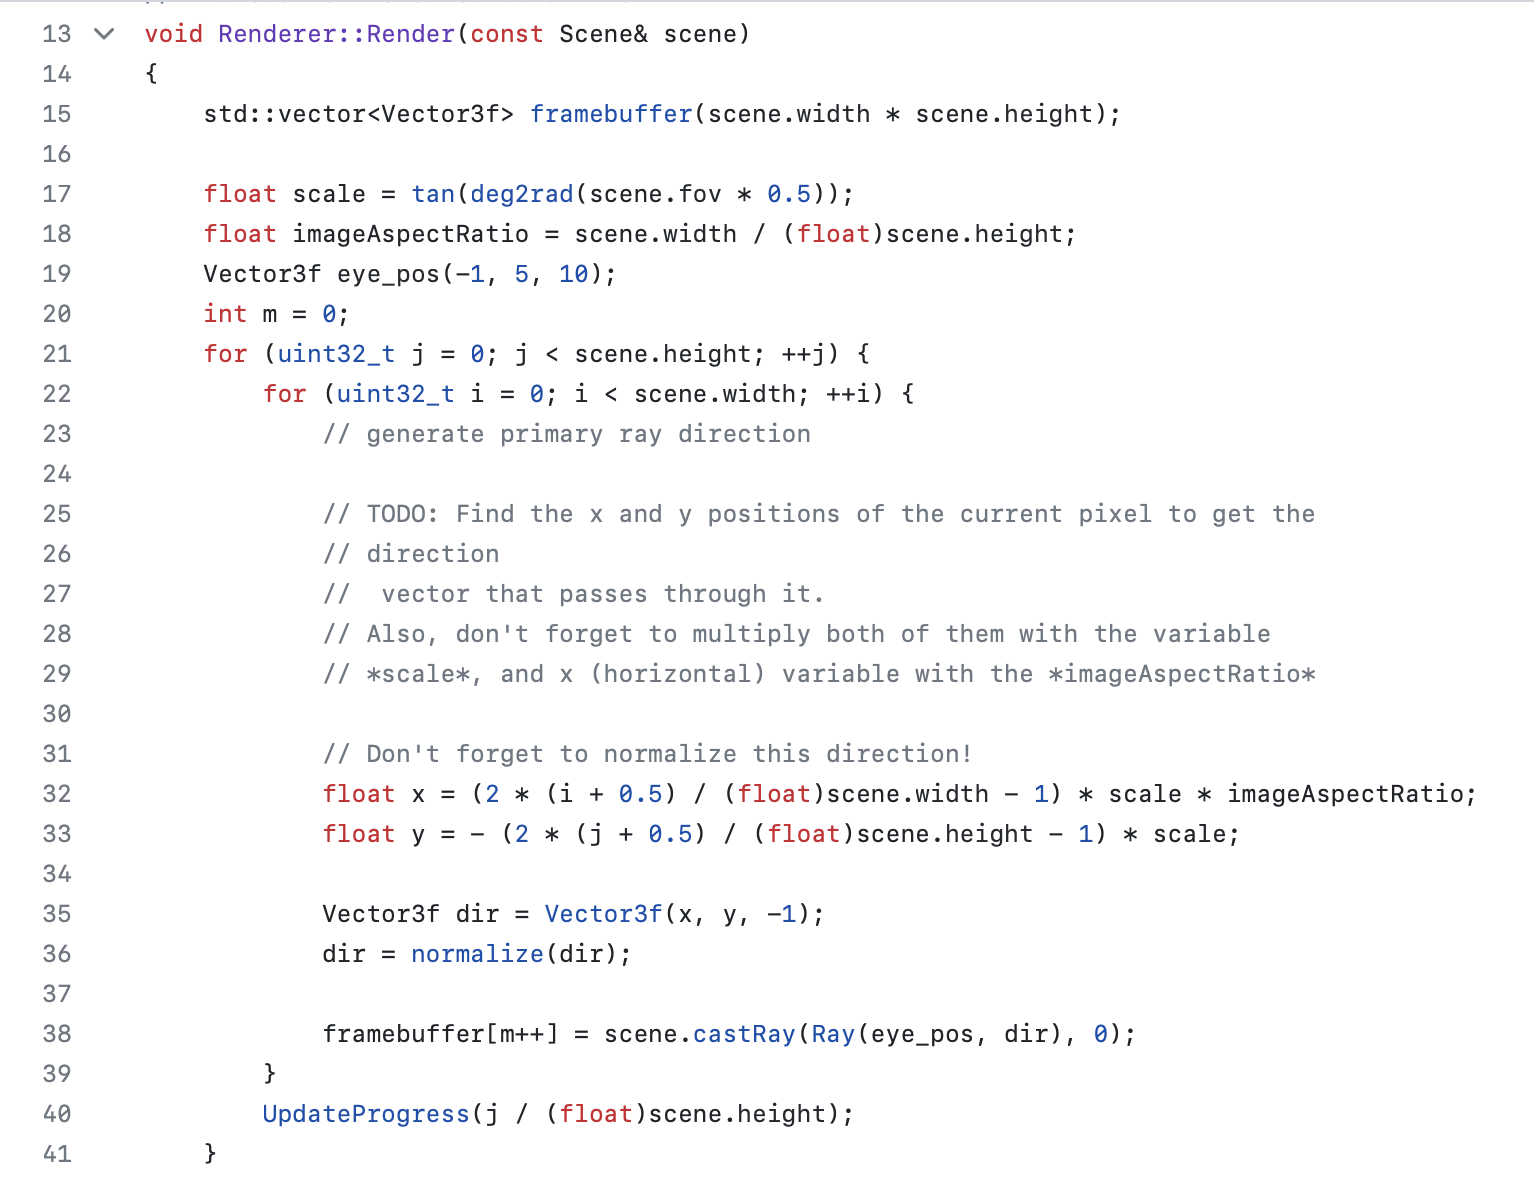 13 void Renderer::Render(const Scene& scene)
14 {
15 std::vector<Vector3f> framebuffer(scene.width * scene.height);
16
17 float scale = tan(deg2rad(scene.fov * 0.5));
18 float imageAspectRatio = scene.width / (float)scene.height;
19 Vector3f eye_pos(-1, 5, 10);
20 int m = 0;
21 for (uint32_t j = 0; j < scene.height; ++j) {
22 for (uint32_t i = 0; i < scene.width; ++i) {
23 // generate primary ray direction
24
25 // TODO: Find the x and y positions of the current pixel to get the
26 // direction
27 //  vector that passes through it.
28 // Also, don't forget to multiply both of them with the variable
29 // *scale*, and x (horizontal) variable with the *imageAspectRatio*
30
31 // Don't forget to normalize this direction!
32 float x = (2 * (i + 0.5) / (float)scene.width - 1) * scale * imageAspectRatio;
33 float y = - (2 * (j + 0.5) / (float)scene.height - 1) * scale;
34
35 Vector3f dir = Vector3f(x, y, -1);
36 dir = normalize(dir);
37
38 framebuffer[m++] = scene.castRay(Ray(eye_pos, dir), 0);
39 }
40 UpdateProgress(j / (float)scene.height);
41 }